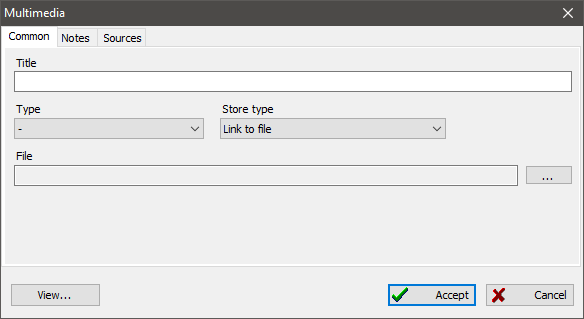 Multimedia
Common Notes Sources
Title
Type Store type
- Link to file
File
...
View... Accept Cancel